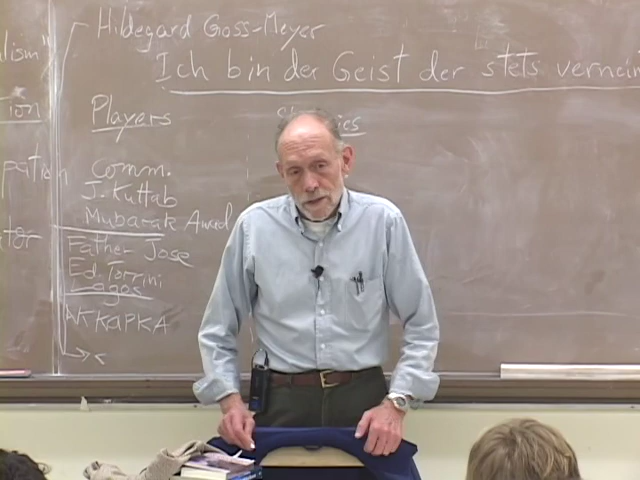 alism"
Hildegard Goss-Meyer
Ich bin der Geist der stets vernein
Players
Comm.
J. Kuttab
Mubarak Awad
Father Jose
Ed Torrini
Lagos
AKKAPKA